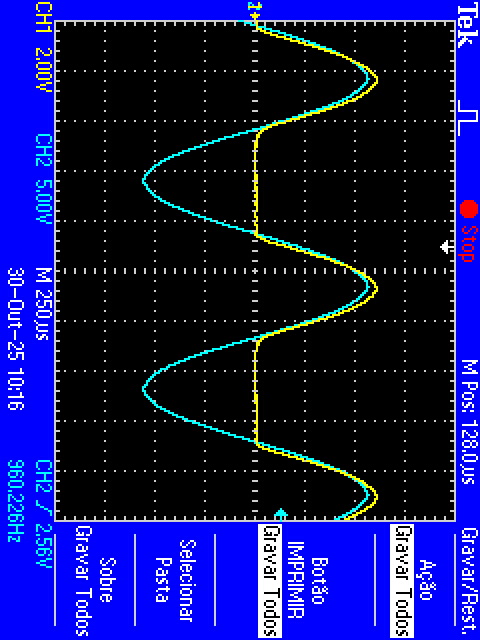 Tek Stop M Pos: 128.0µs Gravar/Rest.
Ação
Gravar Todos
Botão
IMPRIMIR
Gravar Todos
Selecionar
Pasta
Sobre
Gravar Todos
CH1 2.00V CH2 5.00V M 250µs CH2 2.56V
30-Out-25 10:16 960.226Hz